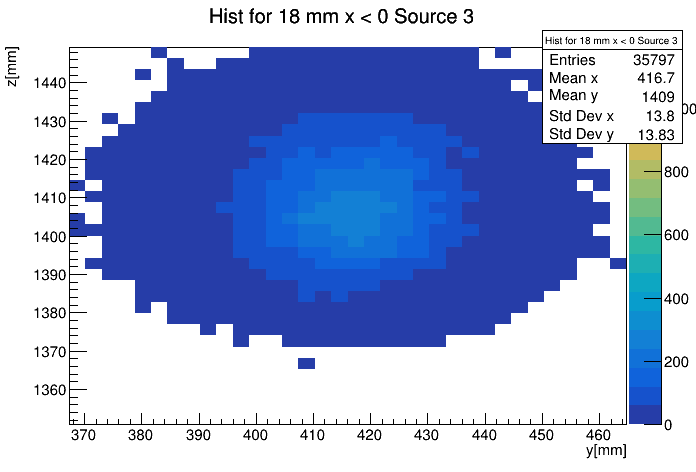 Hist for 18 mm x < 0 Source 3
z[mm]
Hist for 18 mm x < 0 Source 3
Entries 35797
Mean x 416.7
Mean y 1409
Std Dev x 13.8
Std Dev y 13.83
1440
1430
1420
1410
1400
1390
1380
1370
1360
370 380 390 400 410 420 430 440 450 460
y[mm]
800
600
400
200
0